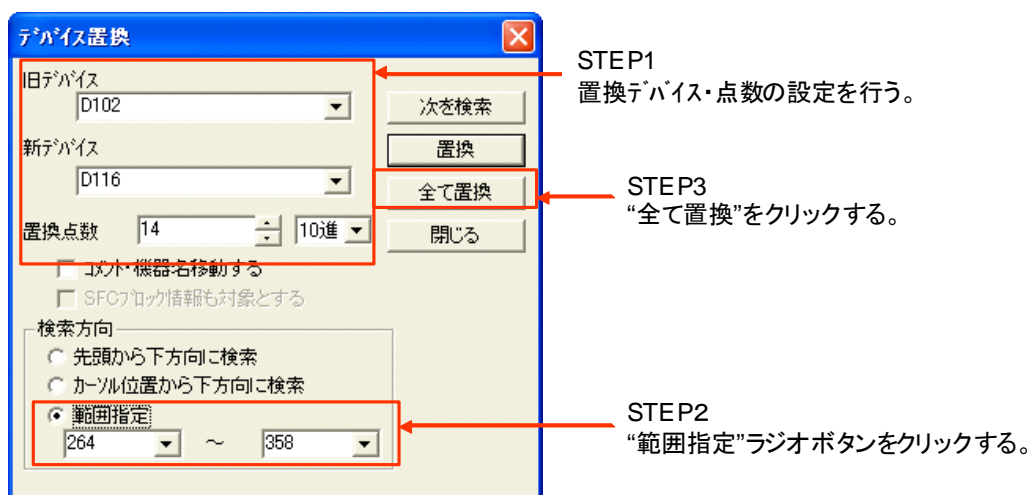 ﾃﾞﾊﾞｲｽ置換
旧ﾃﾞﾊﾞｲｽ
D102
新ﾃﾞﾊﾞｲｽ
D116
置換点数
14
10進
ｺﾒﾝﾄ・機器名移動する
SFCﾌﾞﾛｯｸ情報も対象とする
検索方向
先頭から下方向に検索
ｶｰｿﾙ位置から下方向に検索
範囲指定
264 ～ 358
次を検索
置換
全て置換
閉じる
STEP1
置換ﾃﾞﾊﾞｲｽ・点数の設定を行う。
STEP3
“全て置換”をクリックする。
STEP2
“範囲指定”ラジオボタンをクリックする。